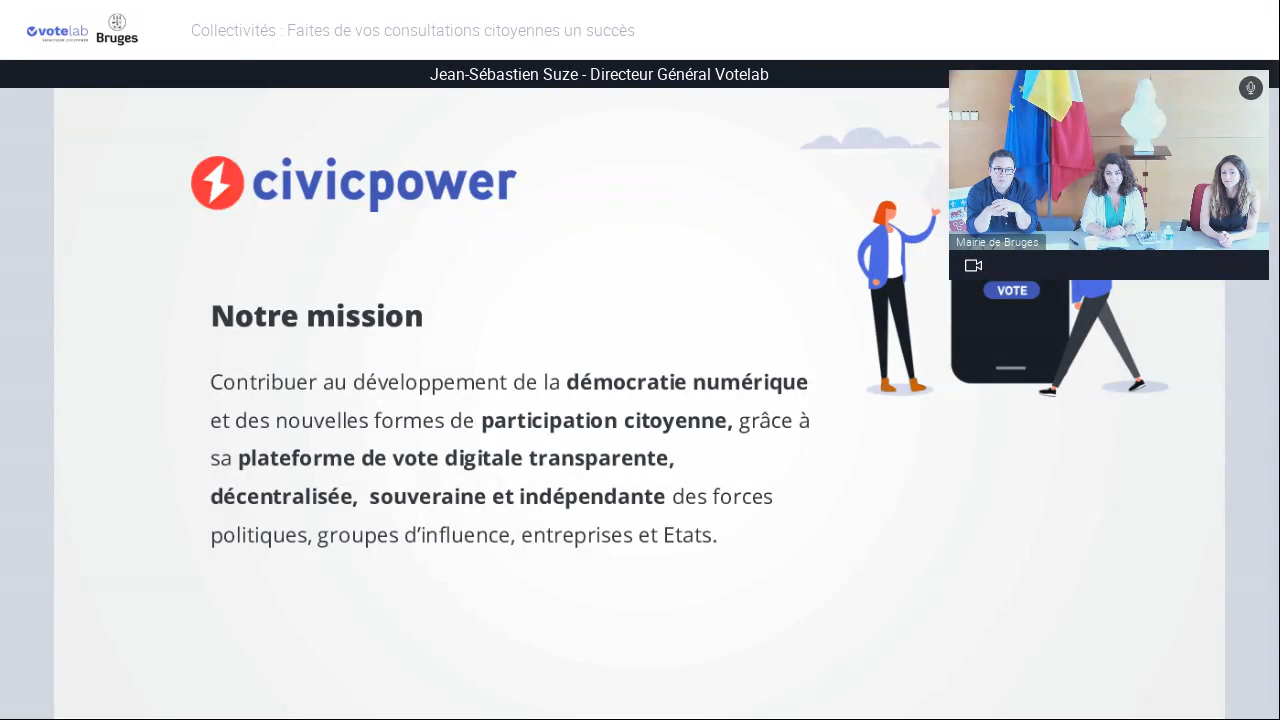 votelab
Bruges
Collectivités : Faites de vos consultations citoyennes un succès
Jean-Sébastien Suze - Directeur Général Votelab
civicpower
Mairie de Bruges
VOTE
Notre mission
Contribuer au développement de la démocratie numérique
et des nouvelles formes de participation citoyenne, grâce à
sa plateforme de vote digitale transparente,
décentralisée, souveraine et indépendante des forces
politiques, groupes d’influence, entreprises et Etats.